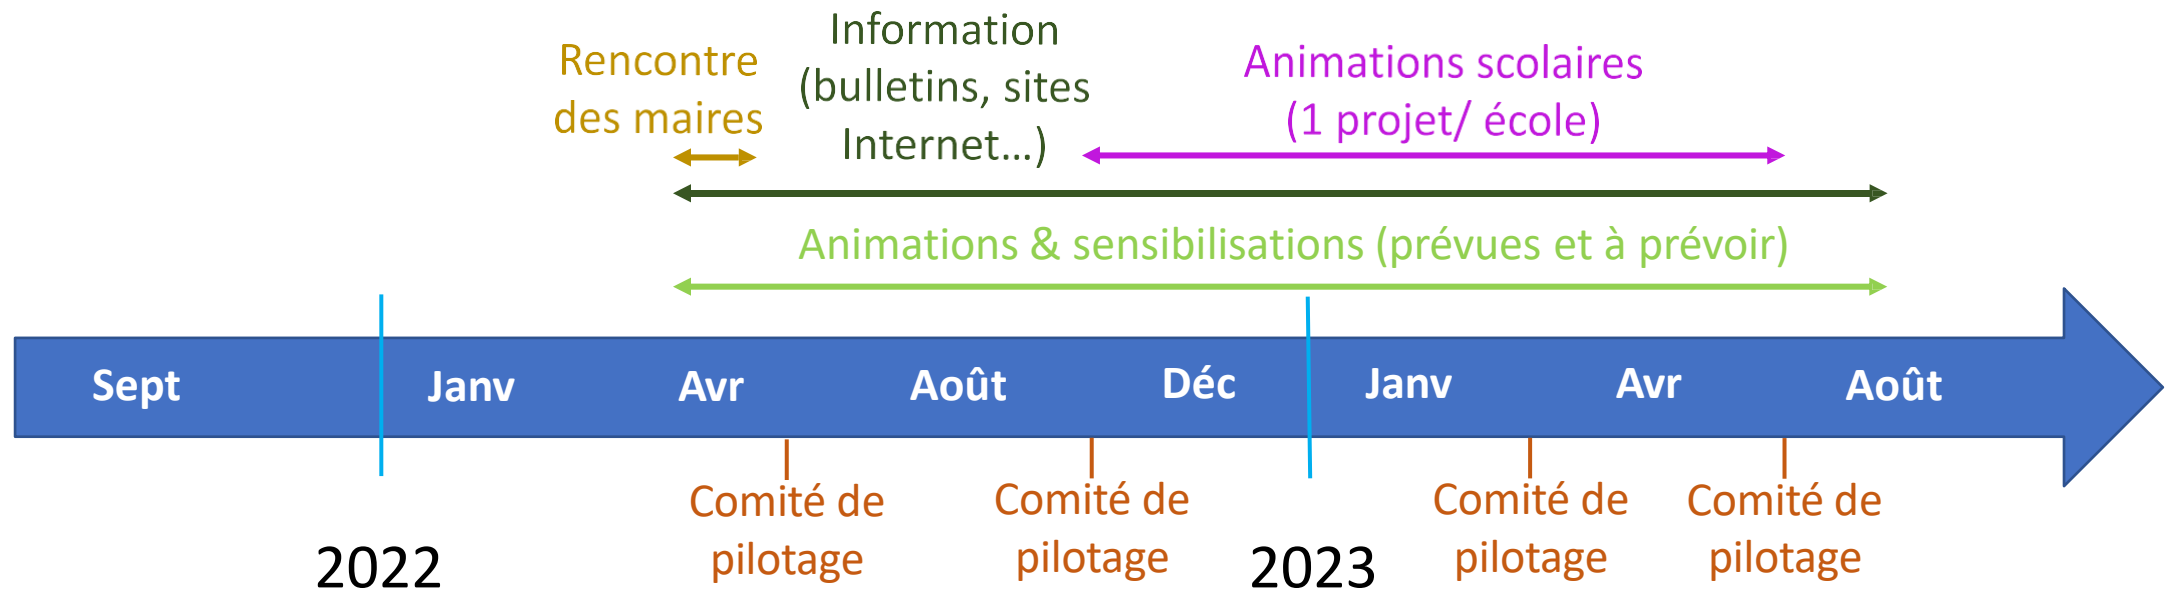 Rencontre
des maires
Information
(bulletins, sites
Internet...)
Animations scolaires
(1 projet/ école)
Animations & sensibilisations (prévues et à prévoir)
Sept
Janv
Avr
Août
Déc
Janv
Avr
Août
Comité de
pilotage
Comité de
pilotage
Comité de
pilotage
Comité de
pilotage
2022
2023